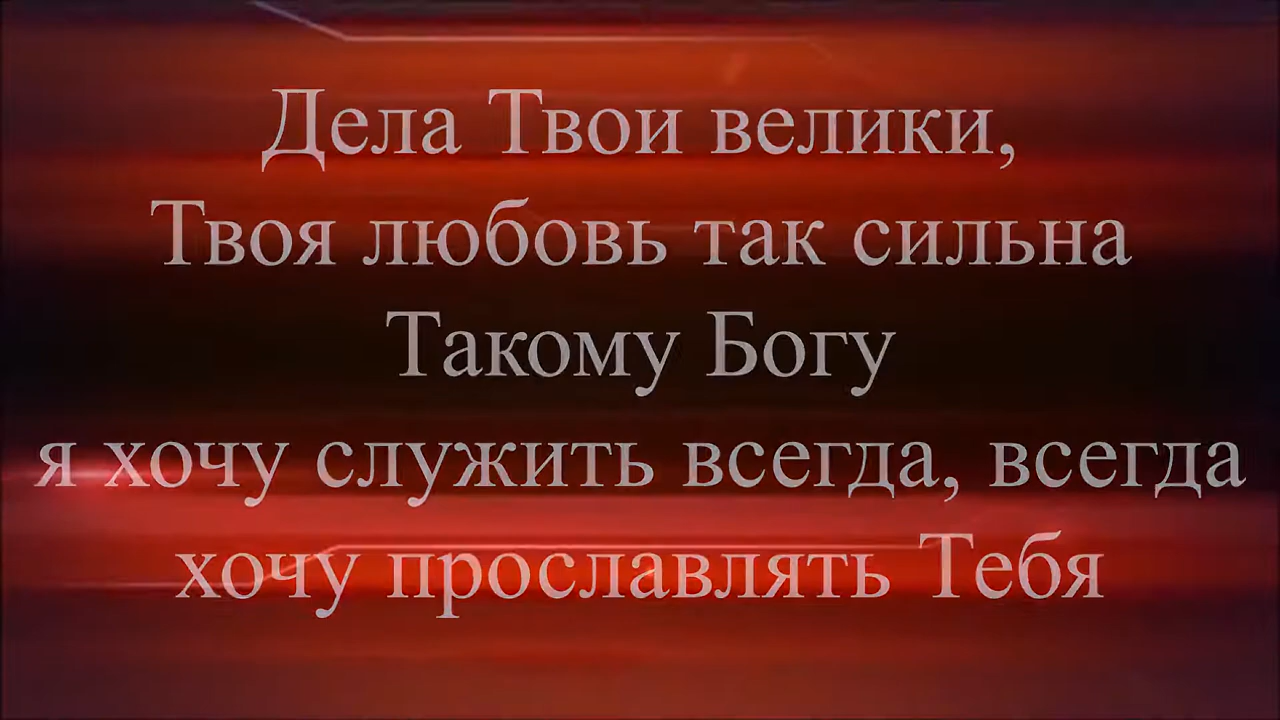 Дела Твои велики,
Твоя любовь так сильна
Такому Богу
я хочу служить всегда, всегда
хочу прославлять Тебя